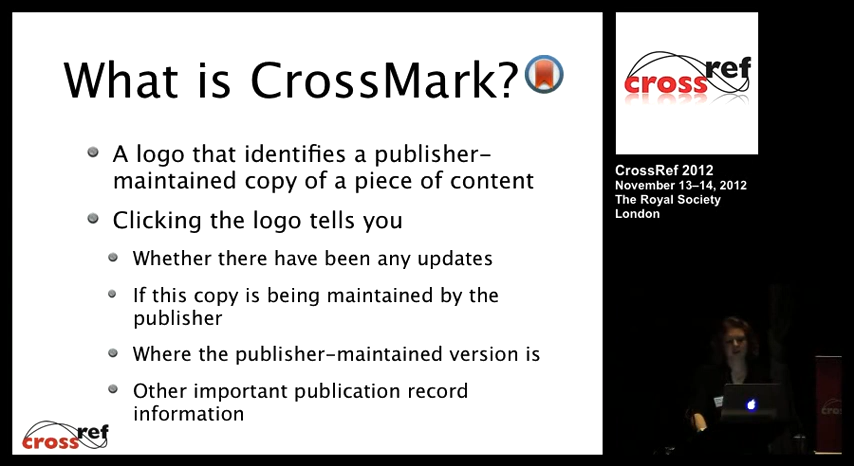 What is CrossMark?
A logo that identifies a publisher-
maintained copy of a piece of content
Clicking the logo tells you
Whether there have been any updates
If this copy is being maintained by the
publisher
Where the publisher-maintained version is
Other important publication record
information
crossref
crossref
CrossRef 2012
November 13–14, 2012
The Royal Society
London